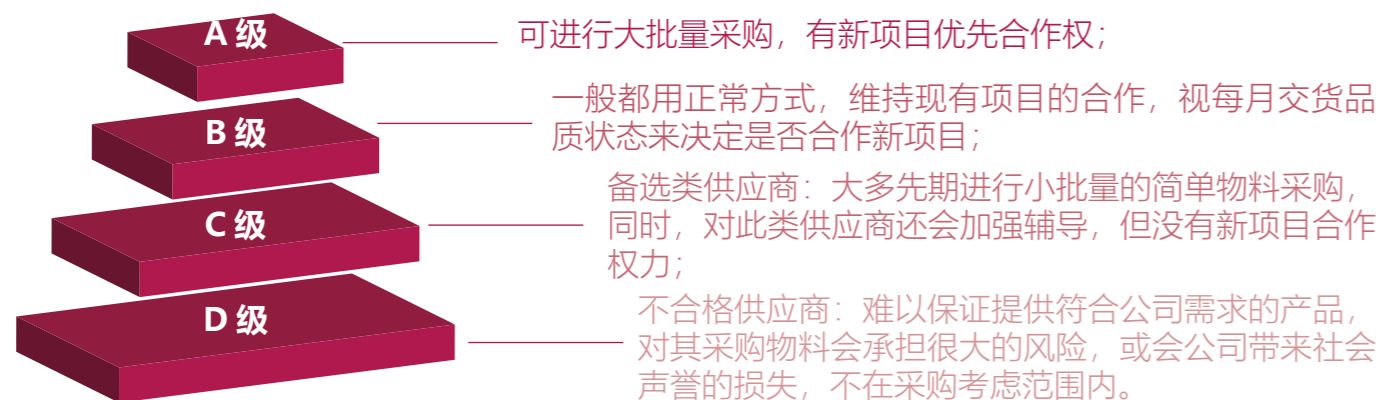 A 级
可进行大批量采购，有新项目优先合作权；
B 级
一般都用正常方式，维持现有项目的合作，视每月交货品
质状态来决定是否合作新项目；
C 级
备选类供应商：大多先期进行小批量的简单物料采购，
同时，对此类供应商还会加强辅导，但没有新项目合作
权力；
D 级
不合格供应商：难以保证提供符合公司需求的产品，
对其采购物料会承担很大的风险，或会公司带来社会
声誉的损失，不在采购考虑范围内。